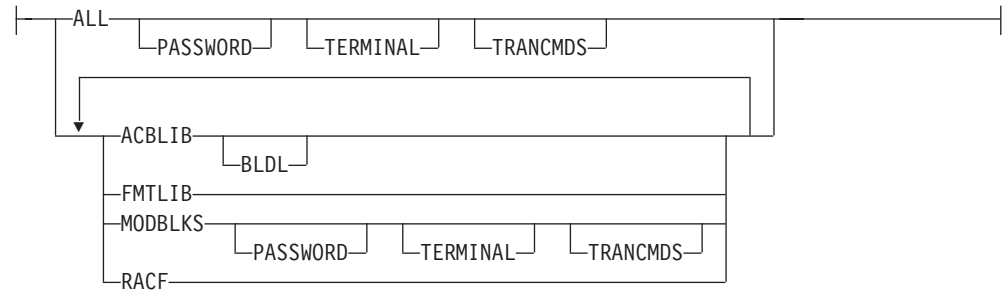 ALL
PASSWORD TERMINAL TRANCMDS
ACBLIB
BLDL
FMTLIB
MODBLKS
PASSWORD TERMINAL TRANCMDS
RACF